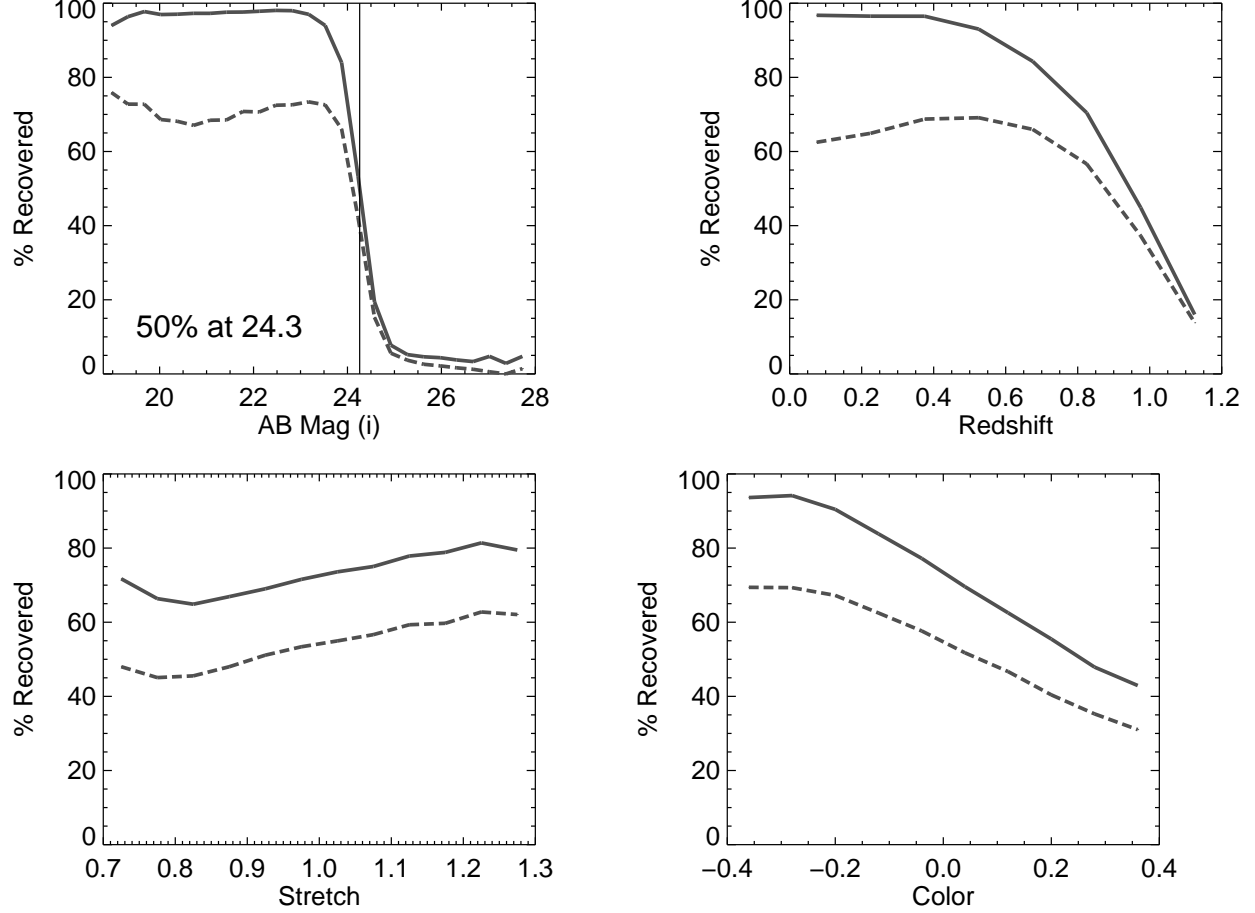 100
80
60
40
20
0
% Recovered
50% at 24.3
20 22 24 26 28
AB Mag (i)
100
80
60
40
20
0
% Recovered
0.0 0.2 0.4 0.6 0.8 1.0 1.2
Redshift
100
80
60
40
20
0
% Recovered
0.7 0.8 0.9 1.0 1.1 1.2 1.3
Stretch
100
80
60
40
20
0
% Recovered
−0.4 −0.2 0.0 0.2 0.4
Color